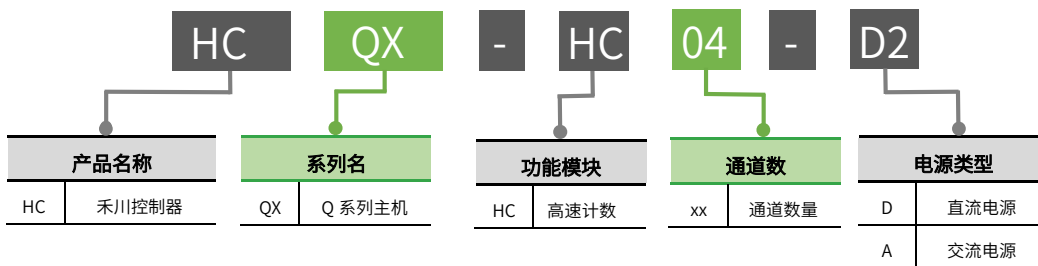 HC QX - HC 04 - D2
产品名称 系列名 功能模块 通道数 电源类型
HC 禾川控制器 QX Q 系列主机 HC 高速计数 xx 通道数量 D 直流电源
A 交流电源